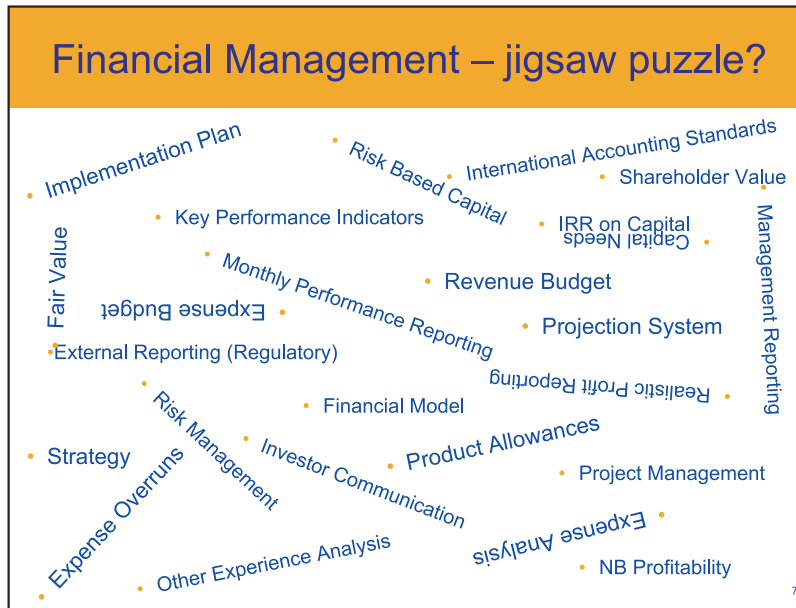 Financial Management – jigsaw puzzle?
• Implementation Plan
• Risk Based Capital
• International Accounting Standards
• Shareholder Value
• Management Reporting
• Key Performance Indicators
• IRR on Capital
• Capital Needs
• Fair Value
• Monthly Performance Reporting
• Revenue Budget
• Expense Budget
• Projection System
• External Reporting (Regulatory)
• Realistic Profit Reporting
• Risk Management
• Financial Model
• Strategy
• Investor Communication
• Product Allowances
• Project Management
• Expense Overruns
• Expense Analysis
• Other Experience Analysis
• NB Profitability
7